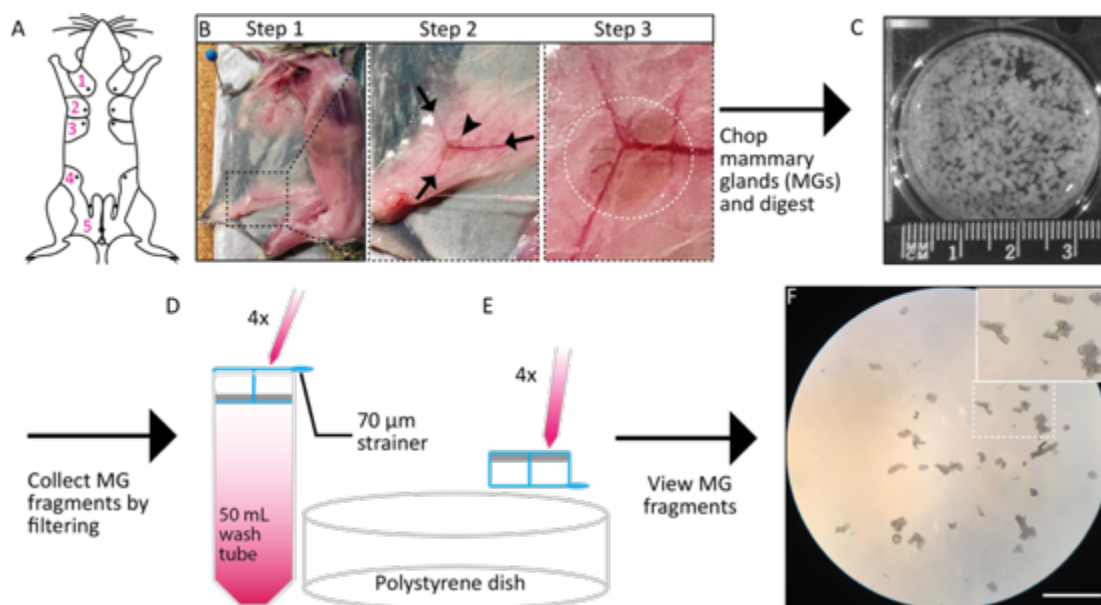 A
1
2
3
4
5
B
Step 1
Step 2
Step 3
Chop
mammary
glands (MGs)
and digest
C
1
2
3
Collect MG
fragments by
filtering
D
4x
50 mL
wash
tube
70 µm
strainer
E
4x
Polystyrene dish
View MG
fragments
F